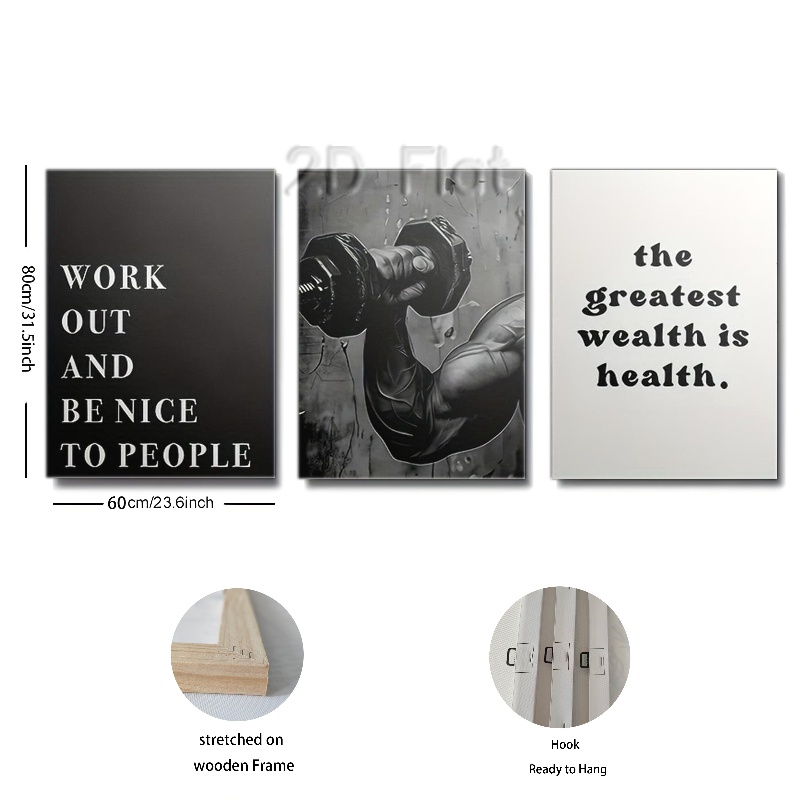 2D Flat
80cm/31.5inch
WORK
OUT
AND
BE NICE
TO PEOPLE
the
greatest
wealth is
health.
60cm/23.6inch
stretched on
wooden Frame
Hook
Ready to Hang